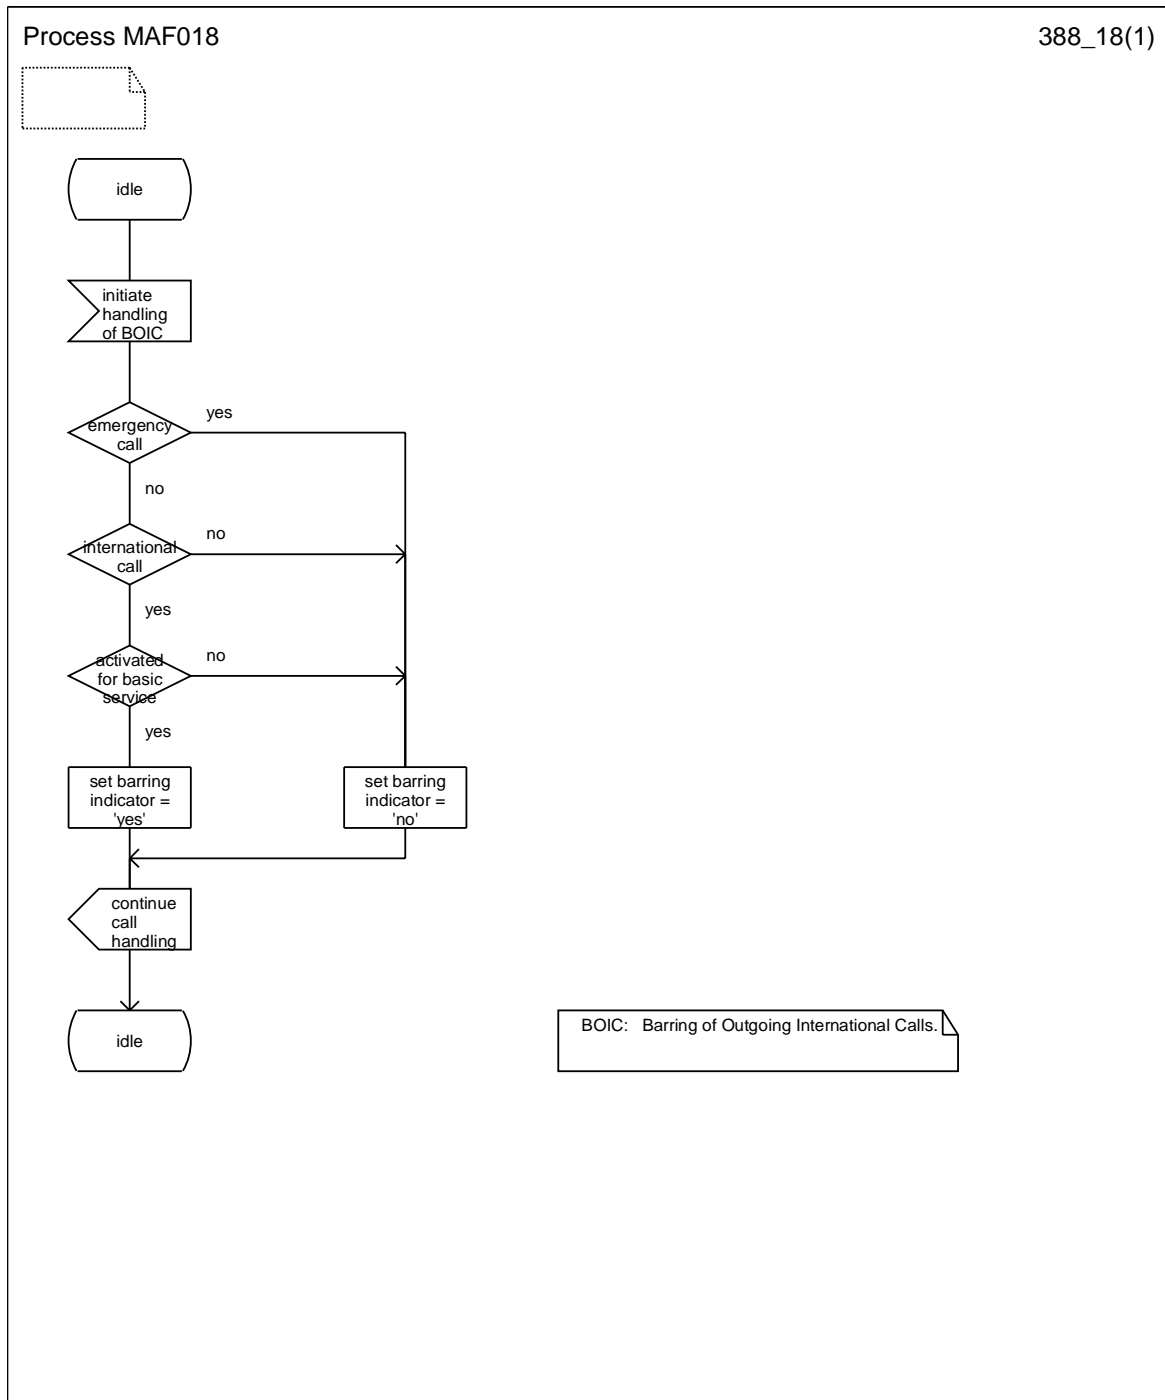 Process MAF018
388_18(1)
idle
initiate
handling
of BOIC
emergency
call
yes
no
international
call
no
yes
activated
for basic
service
no
yes
set barring
indicator =
'yes'
set barring
indicator =
'no'
continue
call
handling
idle
BOIC: Barring of Outgoing International Calls.